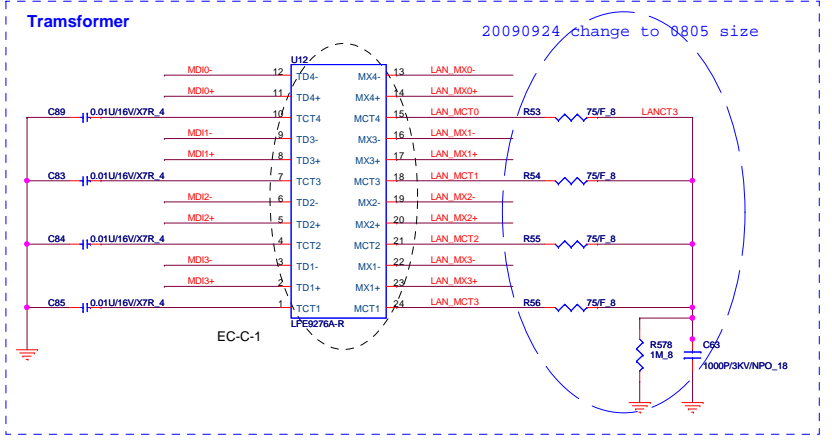 Tramsformer
20090924 change to 0805 size
U12
MDI0- 12 TD4- MX4- 13 LAN_MX0-
MDI0+ 11 TD4+ MX4+ 14 LAN_MX0+
C89 0.01U/16V/X7R_4 10 TCT4 MCT4 15 LAN_MCT0 R53 75/F_8 LANCT3
MDI1- 9 TD3- MX3- 16 LAN_MX1-
MDI1+ 8 TD3+ MX3+ 17 LAN_MX1+
C83 0.01U/16V/X7R_4 7 TCT3 MCT3 18 LAN_MCT1 R54 75/F_8
MDI2- 6 TD2- MX2- 19 LAN_MX2-
MDI2+ 5 TD2+ MX2+ 20 LAN_MX2+
C84 0.01U/16V/X7R_4 4 TCT2 MCT2 21 LAN_MCT2 R55 75/F_8
MDI3- 3 TD1- MX1- 22 LAN_MX3-
MDI3+ 2 TD1+ MX1+ 23 LAN_MX3+
C85 0.01U/16V/X7R_4 1 TCT1 MCT1 24 LAN_MCT3 R56 75/F_8
LFE9276A-R
EC-C-1
R578 C63
1M_8
1000P/3KV/NPO_18